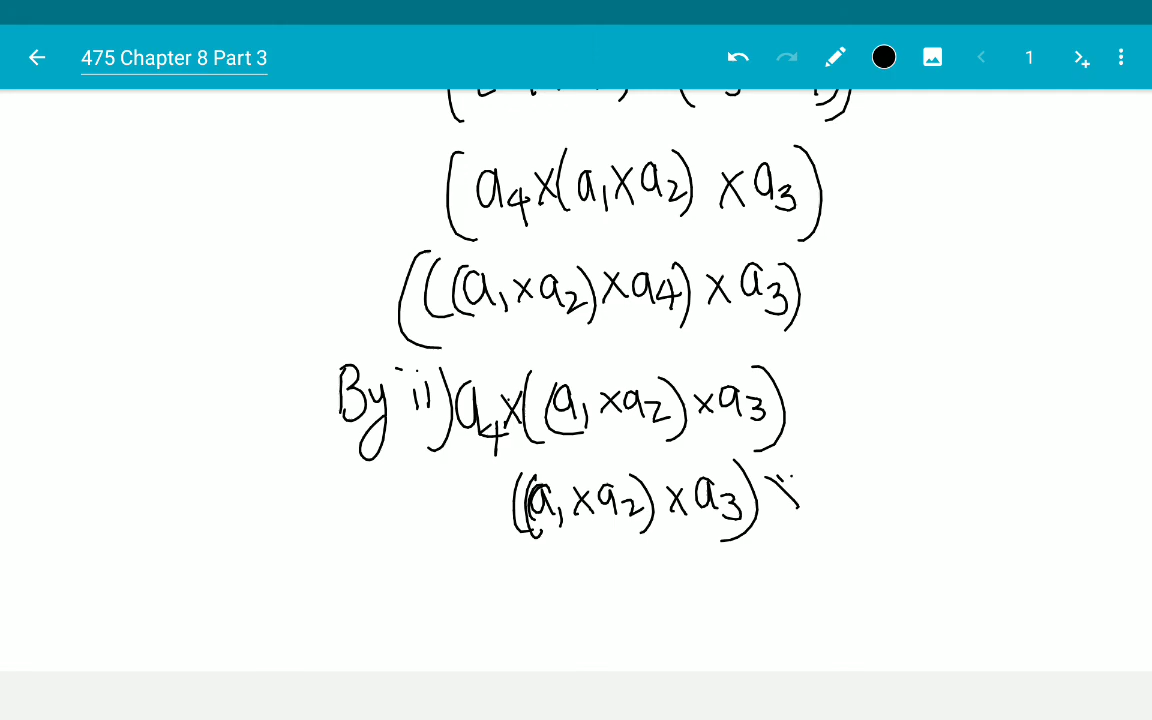 475 Chapter 8 Part 3
1
(a₄×(a₁×a₂) ×a₃)
(((a₁×a₂)×a₄)×a₃)
By ii) a₄×((a₁×a₂)×a₃)
((a₁×a₂)×a₃)